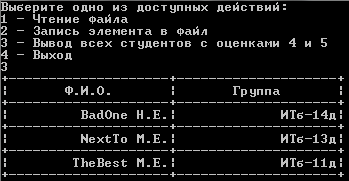 Выберите одно из доступных действий:
1 - Чтение файла
2 - Запись элемента в файл
3 - Вывод всех студентов с оценками 4 и 5
4 - Выход
3
Ф.И.О. Группа
BadOne Н.Е. ИТб-14д
NextTo М.Е. ИТб-13д
TheBest М.Е. ИТб-11д